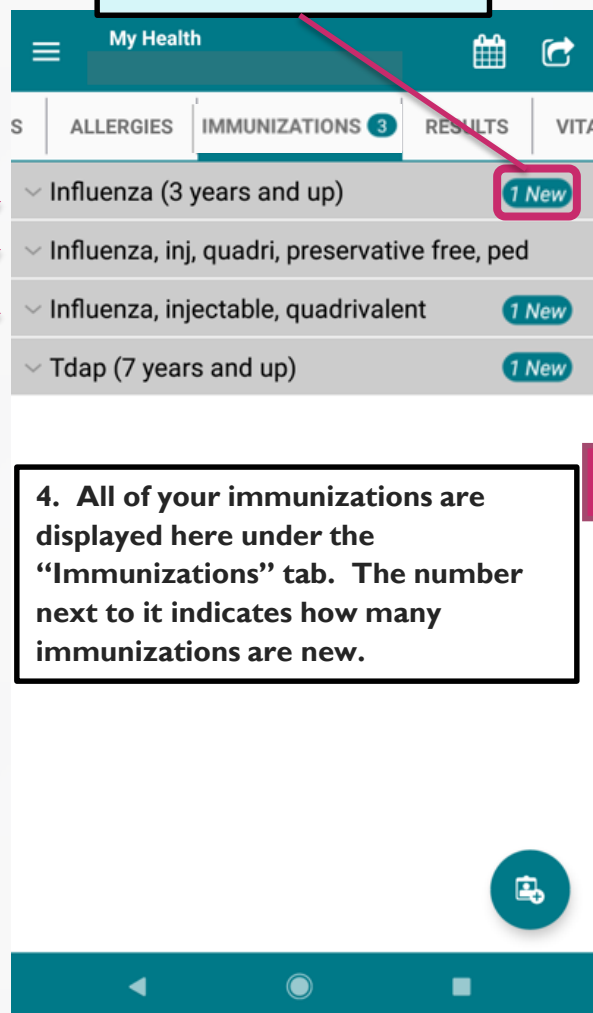 My Health
S ALLERGIES IMMUNIZATIONS 3 RESULTS VITA
Influenza (3 years and up) 1 New
Influenza, inj, quadri, preservative free, ped
Influenza, injectable, quadrivalent 1 New
Tdap (7 years and up) 1 New
4. All of your immunizations are
displayed here under the
“Immunizations” tab. The number
next to it indicates how many
immunizations are new.